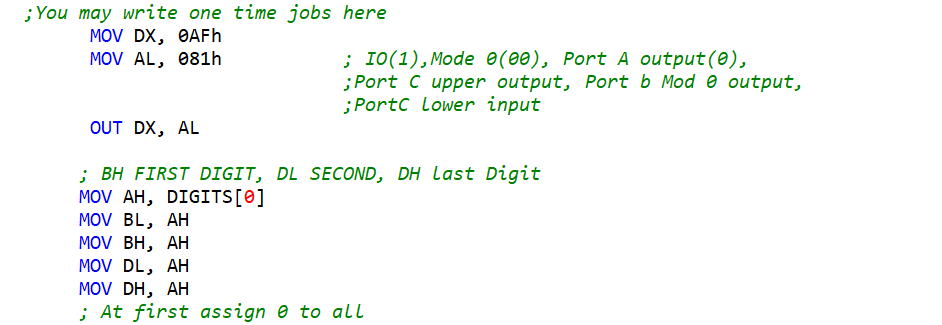 ;You may write one time jobs here
MOV DX, 0AFh
MOV AL, 081h ; IO(1),Mode 0(00), Port A output(0),
;Port C upper output, Port b Mod 0 output,
;PortC lower input
OUT DX, AL
; BH FIRST DIGIT, DL SECOND, DH last Digit
MOV AH, DIGITS[0]
MOV BL, AH
MOV BH, AH
MOV DL, AH
MOV DH, AH
; At first assign 0 to all